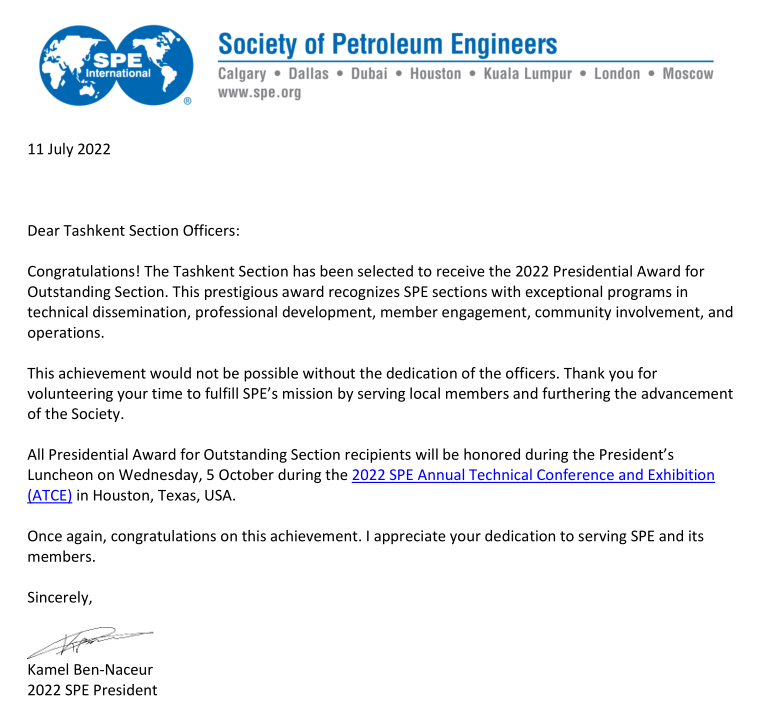 SPE
International
®
Society of Petroleum Engineers
Calgary • Dallas • Dubai • Houston • Kuala Lumpur • London • Moscow
www.spe.org
11 July 2022
Dear Tashkent Section Officers:
Congratulations! The Tashkent Section has been selected to receive the 2022 Presidential Award for
Outstanding Section. This prestigious award recognizes SPE sections with exceptional programs in
technical dissemination, professional development, member engagement, community involvement, and
operations.
This achievement would not be possible without the dedication of the officers. Thank you for
volunteering your time to fulfill SPE’s mission by serving local members and furthering the advancement
of the Society.
All Presidential Award for Outstanding Section recipients will be honored during the President’s
Luncheon on Wednesday, 5 October during the 2022 SPE Annual Technical Conference and Exhibition
(ATCE) in Houston, Texas, USA.
Once again, congratulations on this achievement. I appreciate your dedication to serving SPE and its
members.
Sincerely,
Kamel Ben-Naceur
2022 SPE President